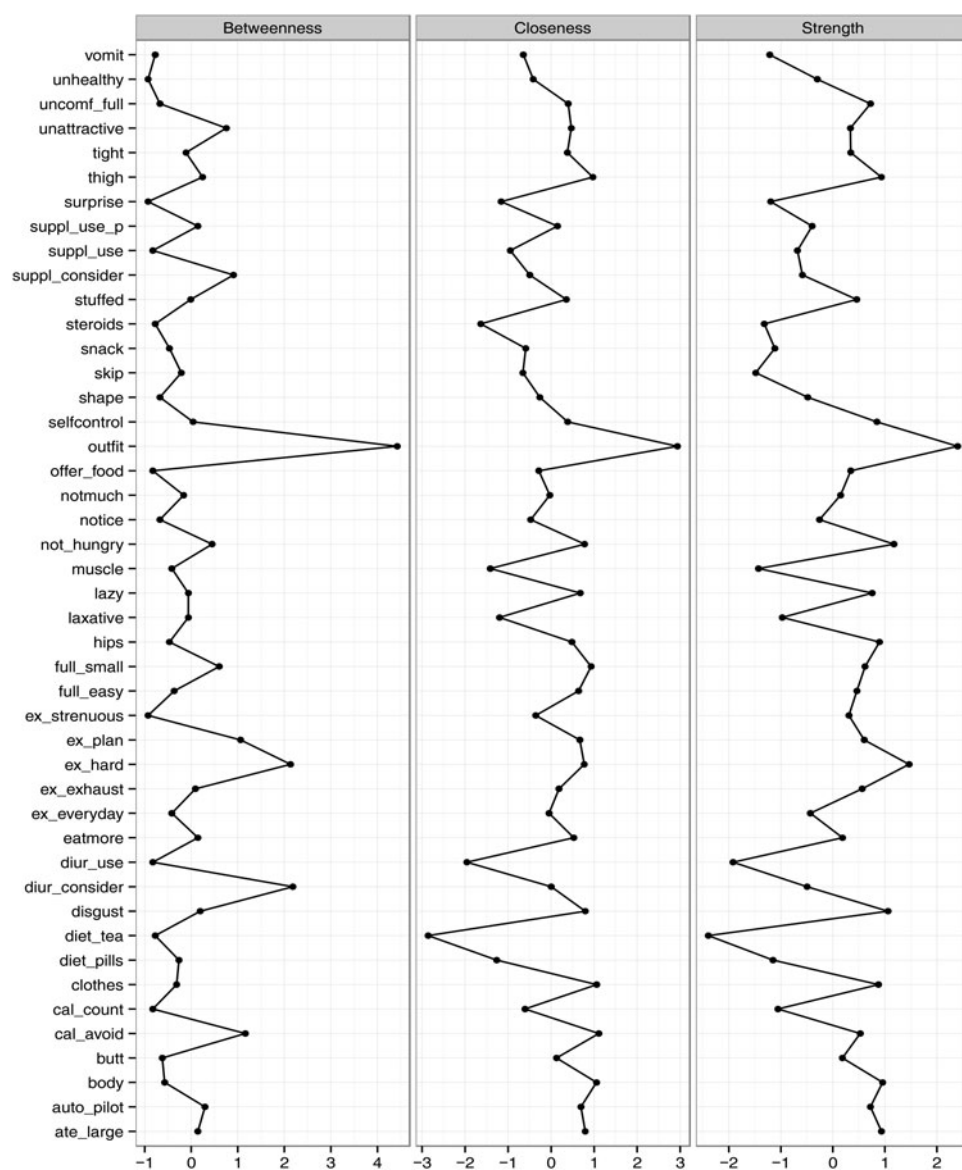 Betweenness Closeness Strength
vomit
unhealthy
uncomf_full
unattractive
tight
thigh
surprise
suppl_use_p
suppl_use
suppl_consider
stuffed
steroids
snack
skip
shape
selfcontrol
outfit
offer_food
notmuch
notice
not_hungry
muscle
lazy
laxative
hips
full_small
full_easy
ex_strenuous
ex_plan
ex_hard
ex_exhaust
ex_everyday
eatmore
diur_use
diur_consider
disgust
diet_tea
diet_pills
clothes
cal_count
cal_avoid
butt
body
auto_pilot
ate_large
−1 0 1 2 3 4 −3 −2 −1 0 1 2 3 −2 −1 0 1 2